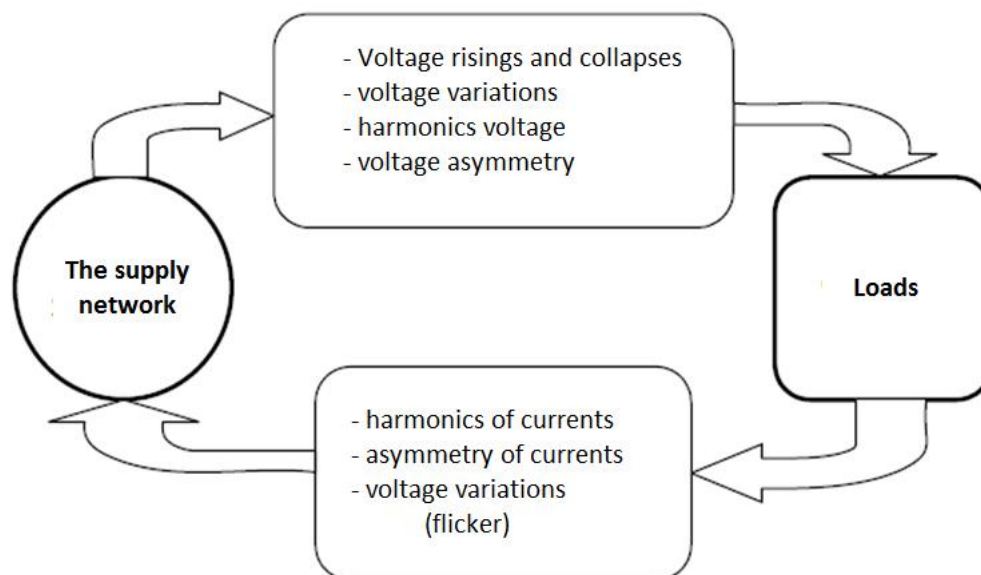 - Voltage risings and collapses
- voltage variations
- harmonics voltage
- voltage asymmetry
The supply
network
Loads
- harmonics of currents
- asymmetry of currents
- voltage variations
(flicker)